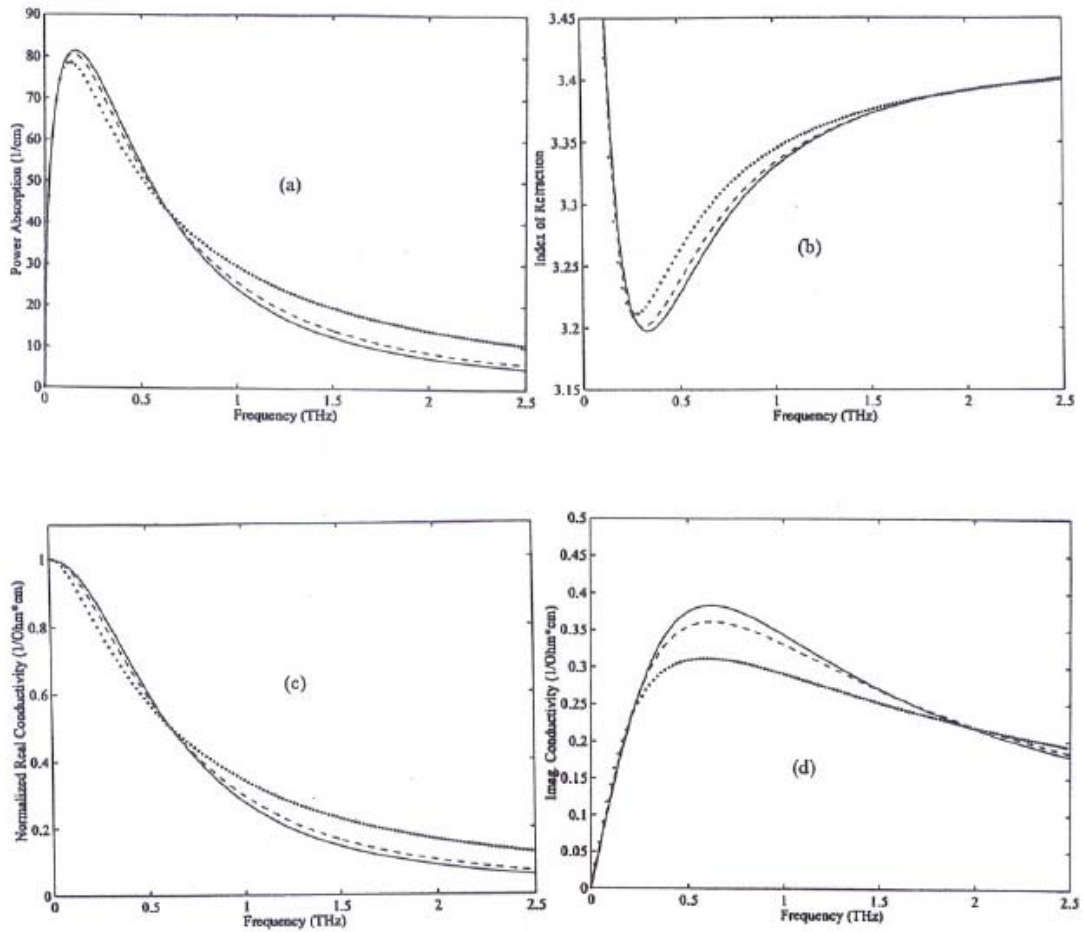 90
80
70
60
50
40
30
20
10
0
Power Absorption (1/cm)
(a)
0 0.5 1 1.5 2 2.5
Frequency (THz)
3.45
3.4
3.35
3.3
3.25
3.2
3.15
Index of Refraction
(b)
0 0.5 1 1.5 2 2.5
Frequency (THz)
1
0.8
0.6
0.4
0.2
0
Normalized Real Conductivity (1/Ohm*cm)
(c)
0 0.5 1 1.5 2 2.5
Frequency (THz)
0.5
0.45
0.4
0.35
0.3
0.25
0.2
0.15
0.1
0.05
0
Imag. Conductivity (1/Ohm*cm)
(d)
0 0.5 1 1.5 2 2.5
Frequency (THz)